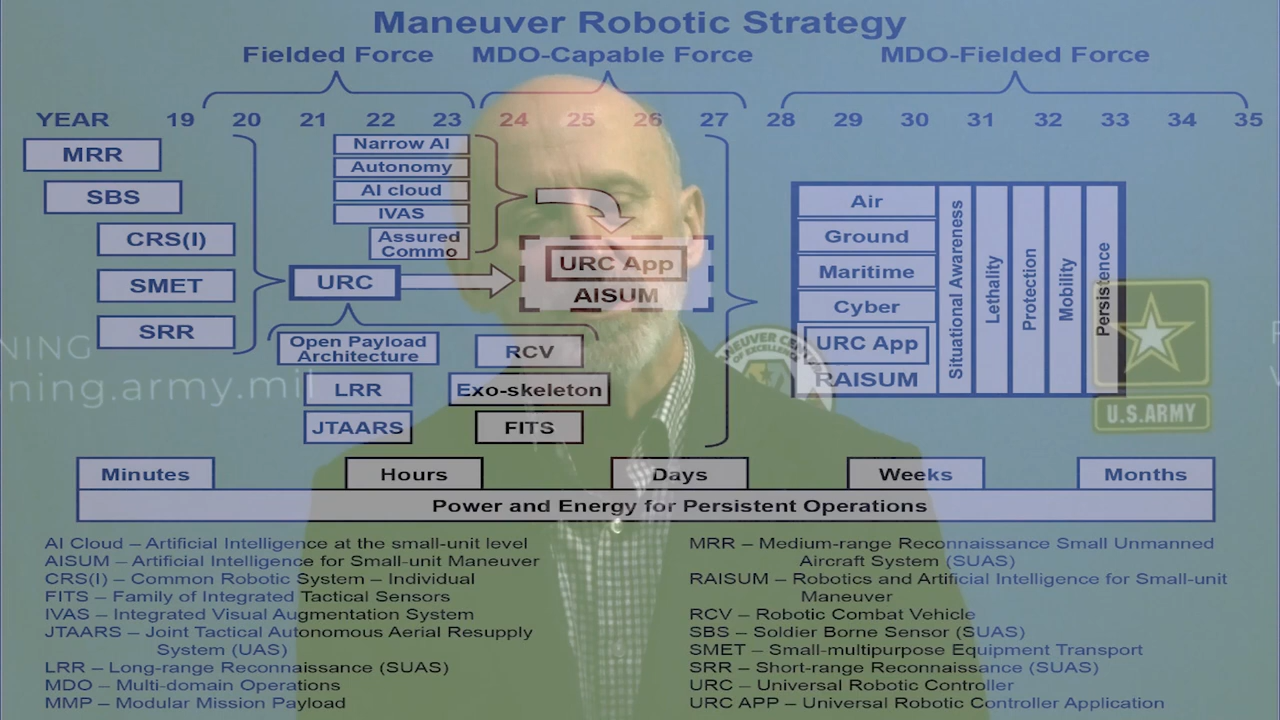 Maneuver Robotic Strategy
Fielded Force MDO-Capable Force MDO-Fielded Force
YEAR 19 20 21 22 23 24 25 26 27 28 29 30 31 32 33 34 35
MRR
SBS
CRS(I)
SMET
SRR
Narrow AI
Autonomy
AI cloud
IVAS
Assured
Commo
URC
URC App
AISUM
Open Payload
Architecture
LRR
JTAARS
RCV
Exo-skeleton
FITS
Air
Ground
Maritime
Cyber
URC App
RAISUM
Situational Awareness
Lethality
Protection
Mobility
Persistence
NING
ning.army.mil
U.S.ARMY
Minutes Hours Days Weeks Months
Power and Energy for Persistent Operations
AI Cloud – Artificial Intelligence at the small-unit level
AISUM – Artificial Intelligence for Small-unit Maneuver
CRS(I) – Common Robotic System – Individual
FITS – Family of Integrated Tactical Sensors
IVAS – Integrated Visual Augmentation System
JTAARS – Joint Tactical Autonomous Aerial Resupply
System (UAS)
LRR – Long-range Reconnaissance (SUAS)
MDO – Multi-domain Operations
MMP – Modular Mission Payload
MRR – Medium-range Reconnaissance Small Unmanned
Aircraft System (SUAS)
RAISUM – Robotics and Artificial Intelligence for Small-unit
Maneuver
RCV – Robotic Combat Vehicle
SBS – Soldier Borne Sensor (SUAS)
SMET – Small-multipurpose Equipment Transport
SRR – Short-range Reconnaissance (SUAS)
URC – Universal Robotic Controller
URC APP – Universal Robotic Controller Application